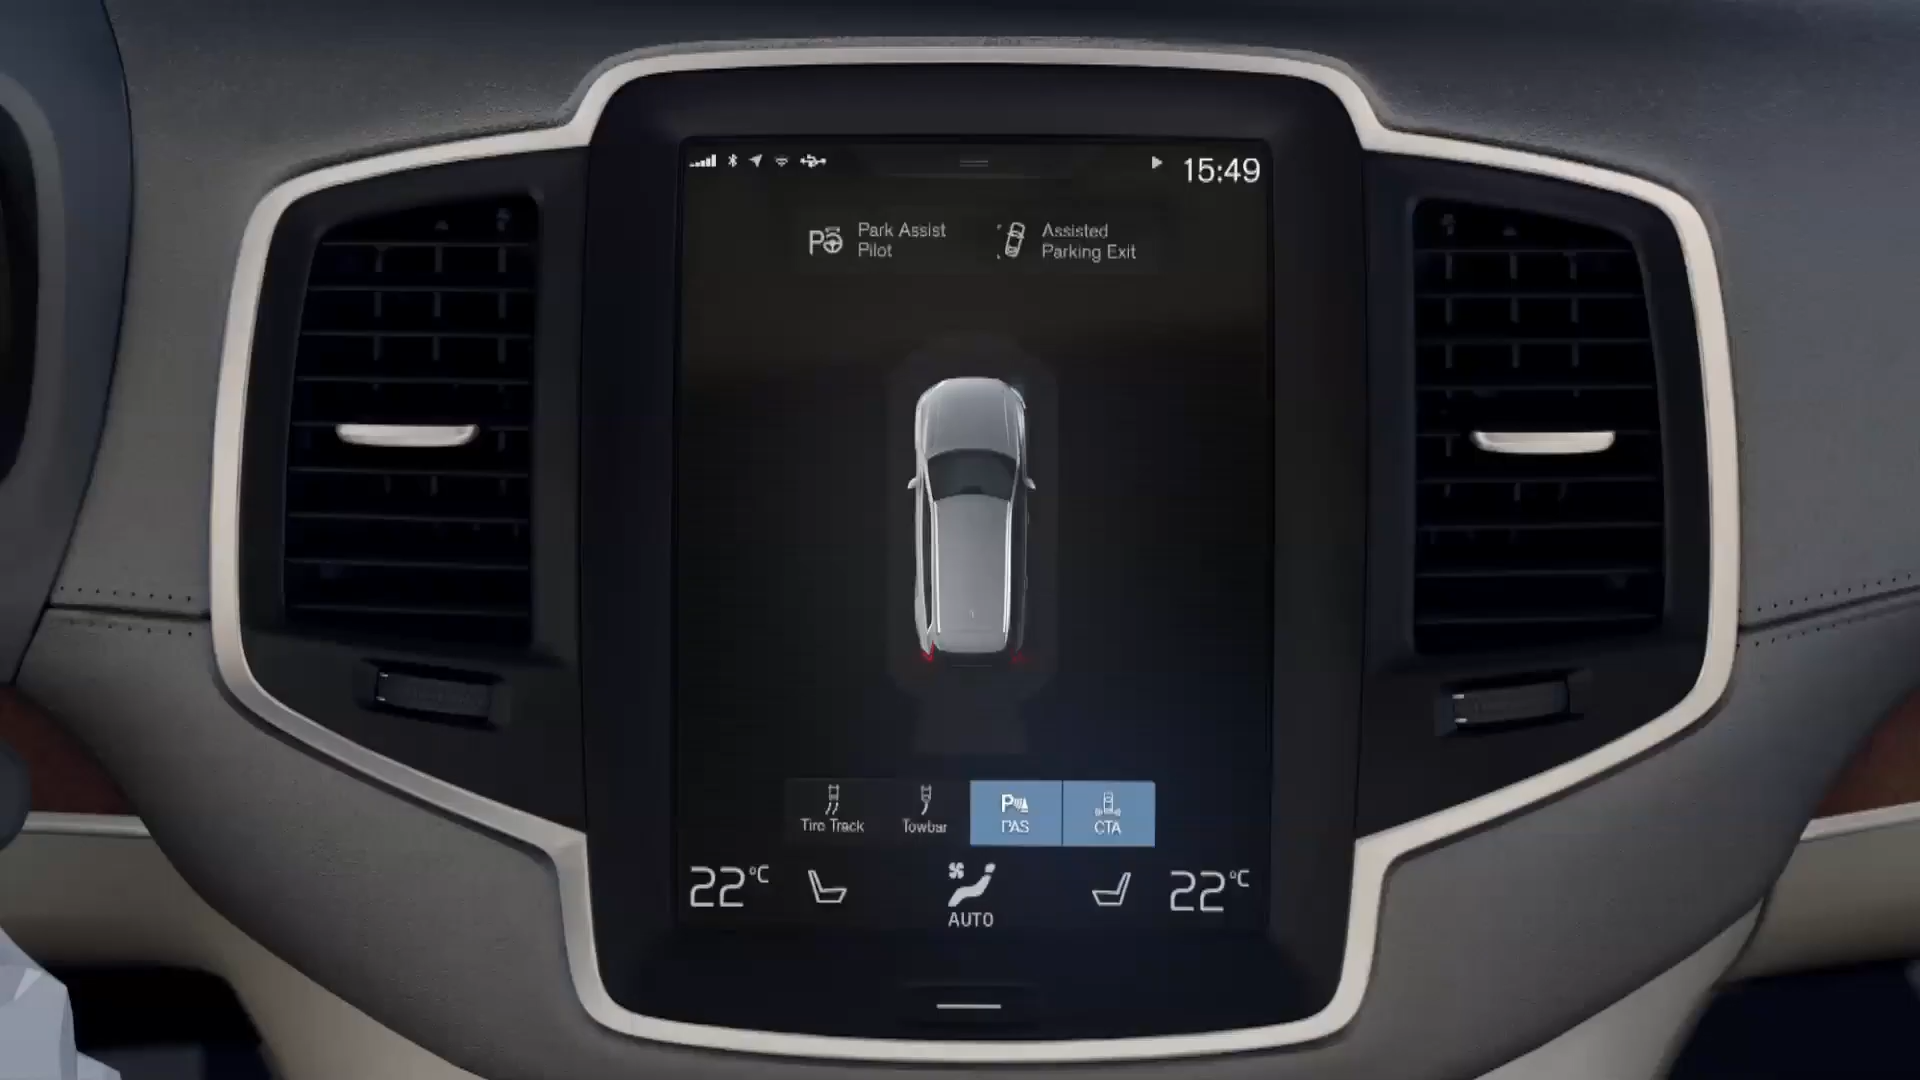 15:49
Park Assist
Pilot
Assisted
Parking Exit
Tire Track
Towbar
PAS
CTA
22°C
AUTO
22°C